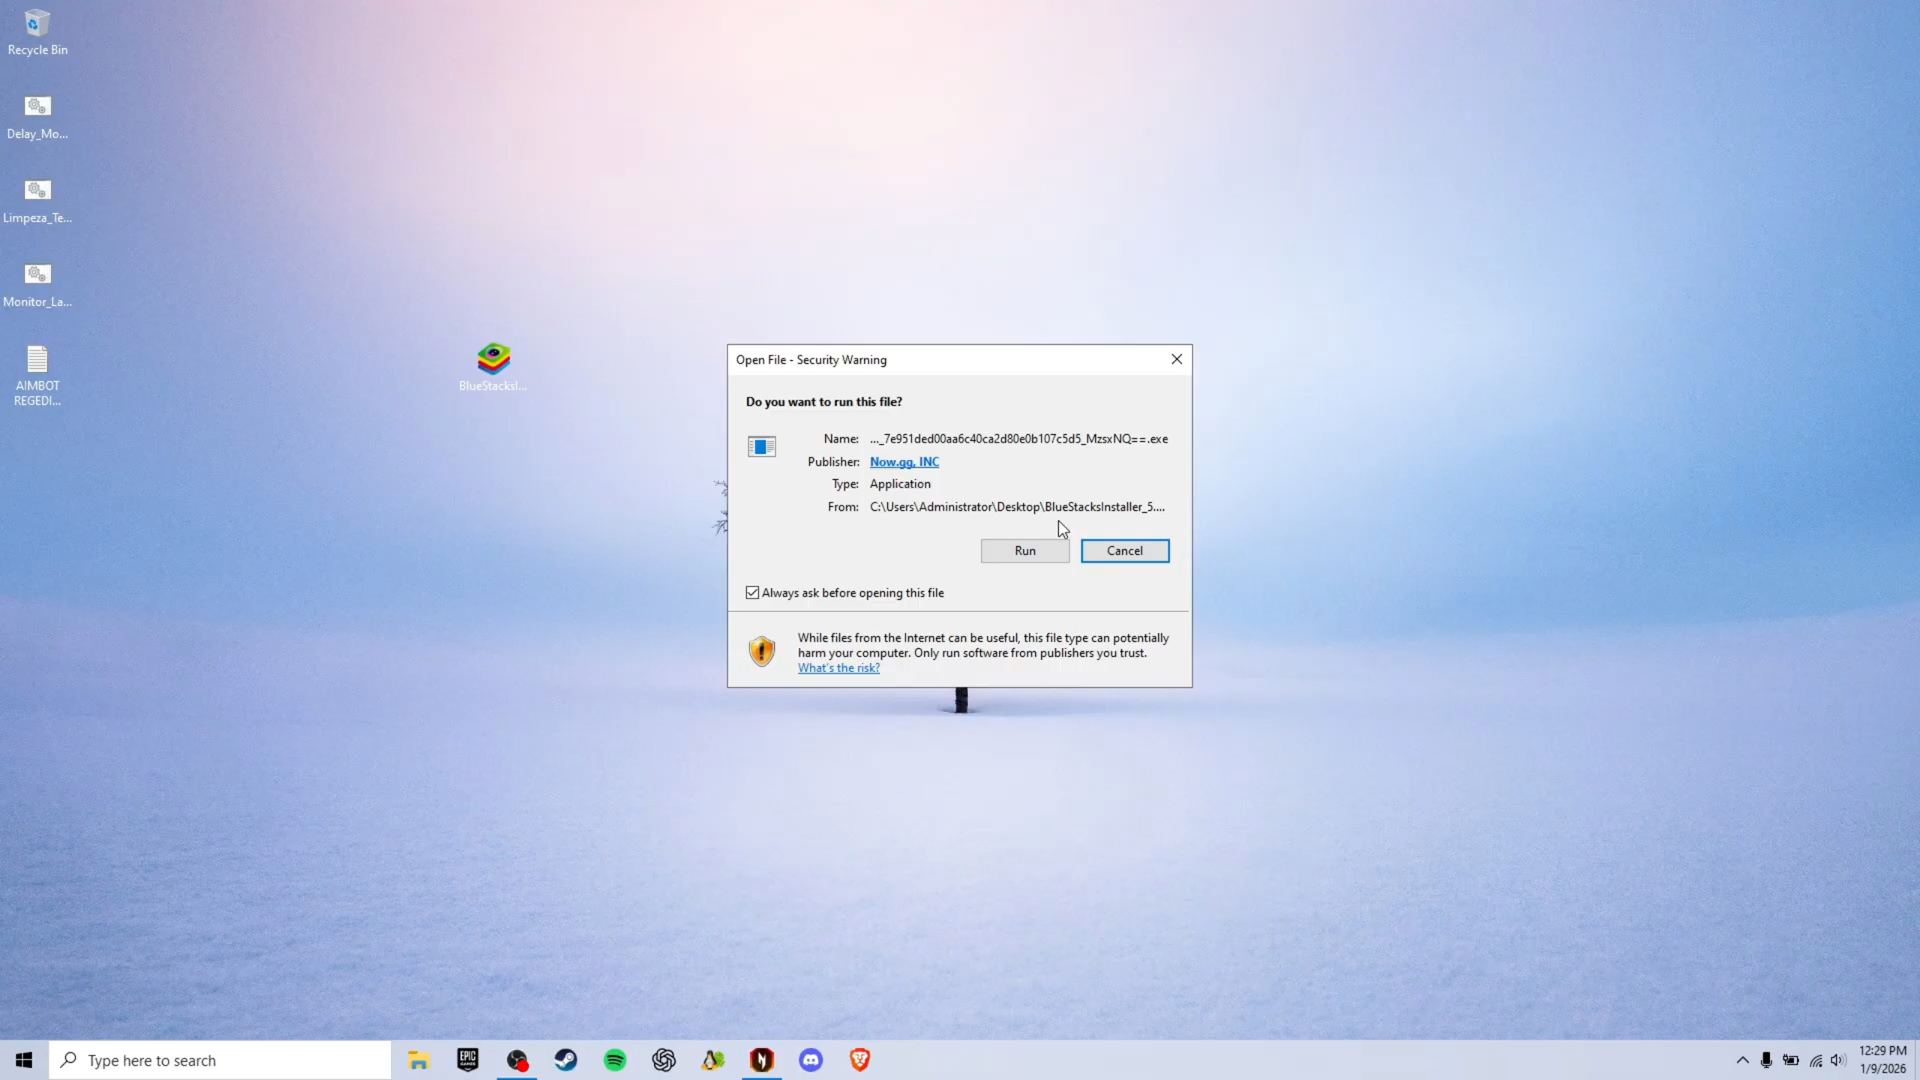 Recycle Bin
Delay_Mo...
Limpeza_Te...
Monitor_La...
AIMBOT
REGEDI...
BlueStacksI...
Open File - Security Warning
Do you want to run this file?
Name: ..._7e951ded00aa6c40ca2d80e0b107c5d5_MzsxNQ==.exe
Publisher: Now.gg, INC
Type: Application
From: C:\Users\Administrator\Desktop\BlueStacksInstaller_5....
Run Cancel
Always ask before opening this file
While files from the Internet can be useful, this file type can potentially
harm your computer. Only run software from publishers you trust.
What's the risk?
Type here to search
EPIC
GAMES
12:29 PM
1/9/2026